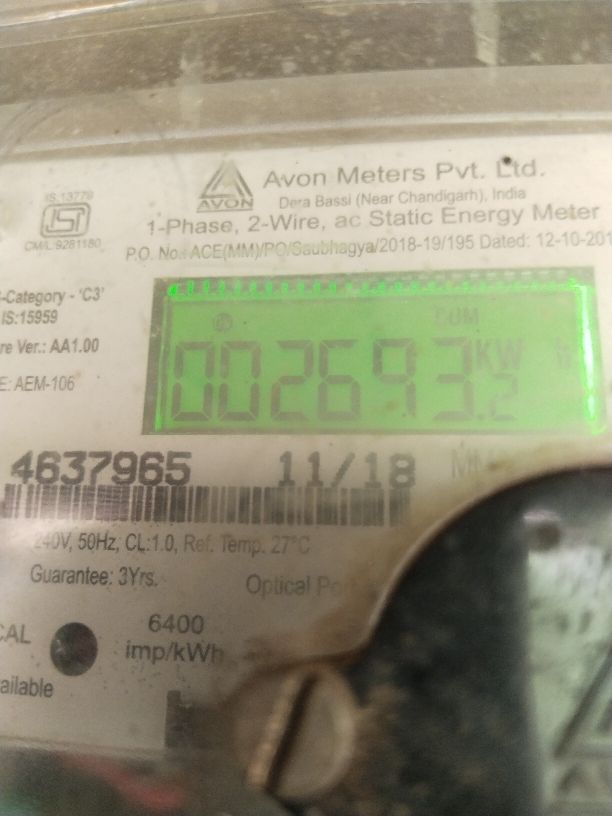 Avon Meters Pvt. Ltd.
AVON
Dera Bassi (Near Chandigarh), India
IS:13779
ISI
CM/L:9281180
1-Phase, 2-Wire, ac Static Energy Meter
P.O. No.: ACE(MM)/PO/Saubhagya/2018-19/195 Dated: 12-10-201
-Category - 'C3'
IS:15959
re Ver.: AA1.00
E: AEM-106
CUM
002693.2 KW h
4637965 11/18
240V, 50Hz, CL:1.0, Ref. Temp. 27°C
Guarantee: 3Yrs.
Optical Po
CAL
6400
imp/kWh
ailable